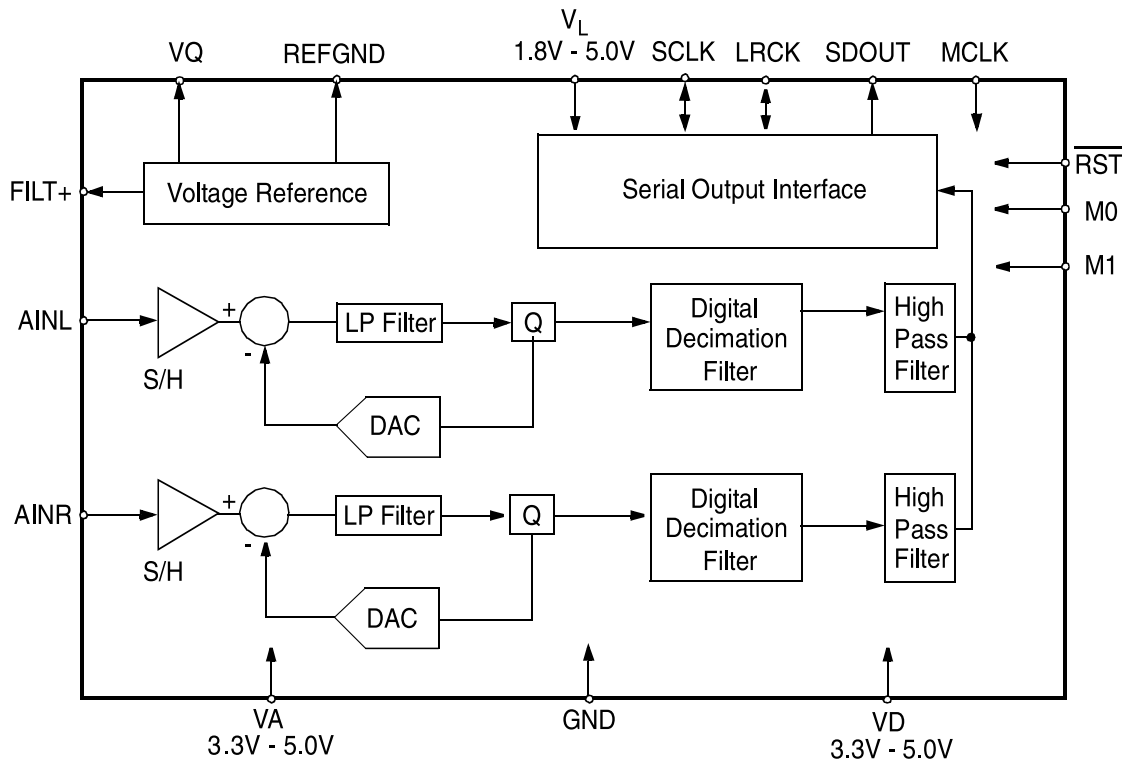 VL
1.8V - 5.0V
VQ
REFGND
SCLK
LRCK
SDOUT
MCLK
FILT+
Voltage Reference
Serial Output Interface
RST
M0
M1
AINL
+
-
S/H
LP Filter
Q
DAC
Digital
Decimation
Filter
High
Pass
Filter
AINR
+
-
S/H
LP Filter
Q
DAC
Digital
Decimation
Filter
High
Pass
Filter
VA
3.3V - 5.0V
GND
VD
3.3V - 5.0V